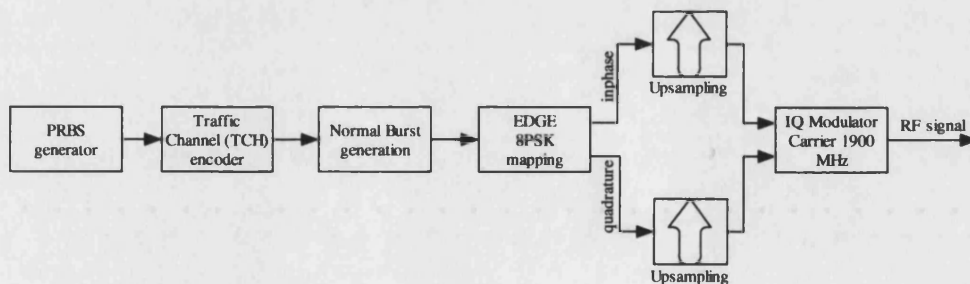 PRBS
generator
Traffic
Channel (TCH)
encoder
Normal Burst
generation
EDGE
8PSK
mapping
inphase
quadrature
Upsampling
Upsampling
IQ Modulator
Carrier 1900
MHz
RF signal